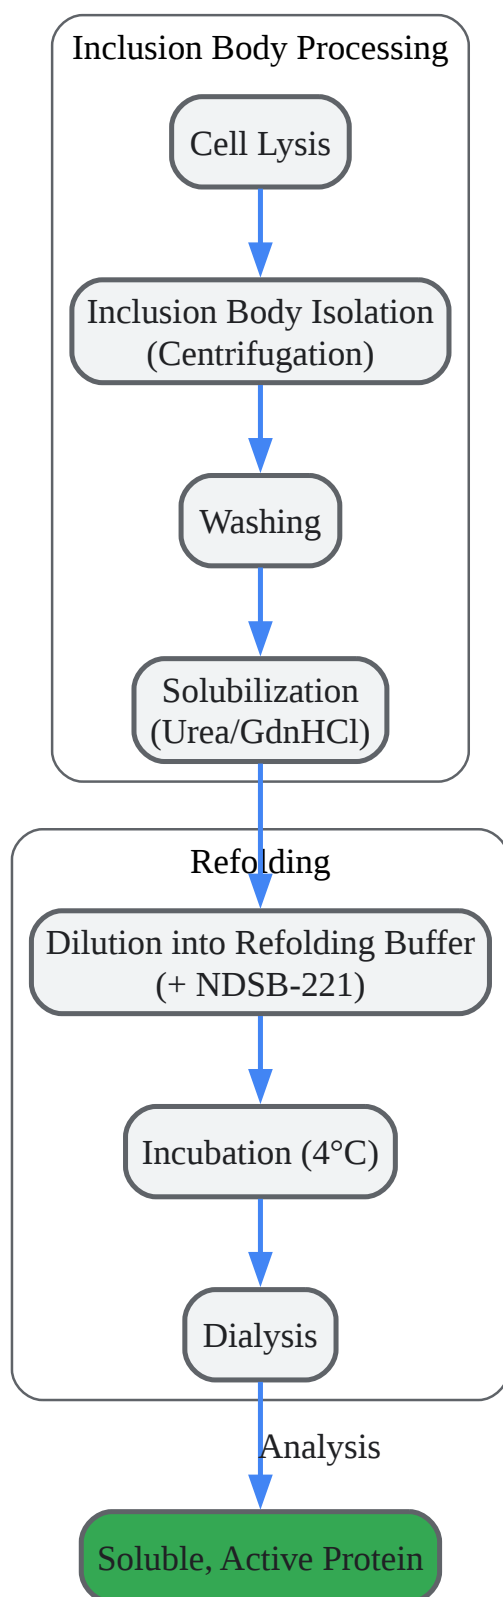 Inclusion Body Processing
Cell Lysis
Inclusion Body Isolation
(Centrifugation)
Washing
Solubilization
(Urea/GdnHCl)
Refolding
Dilution into Refolding Buffer
(+ NDSB-221)
Incubation (4°C)
Dialysis
Analysis
Soluble, Active Protein